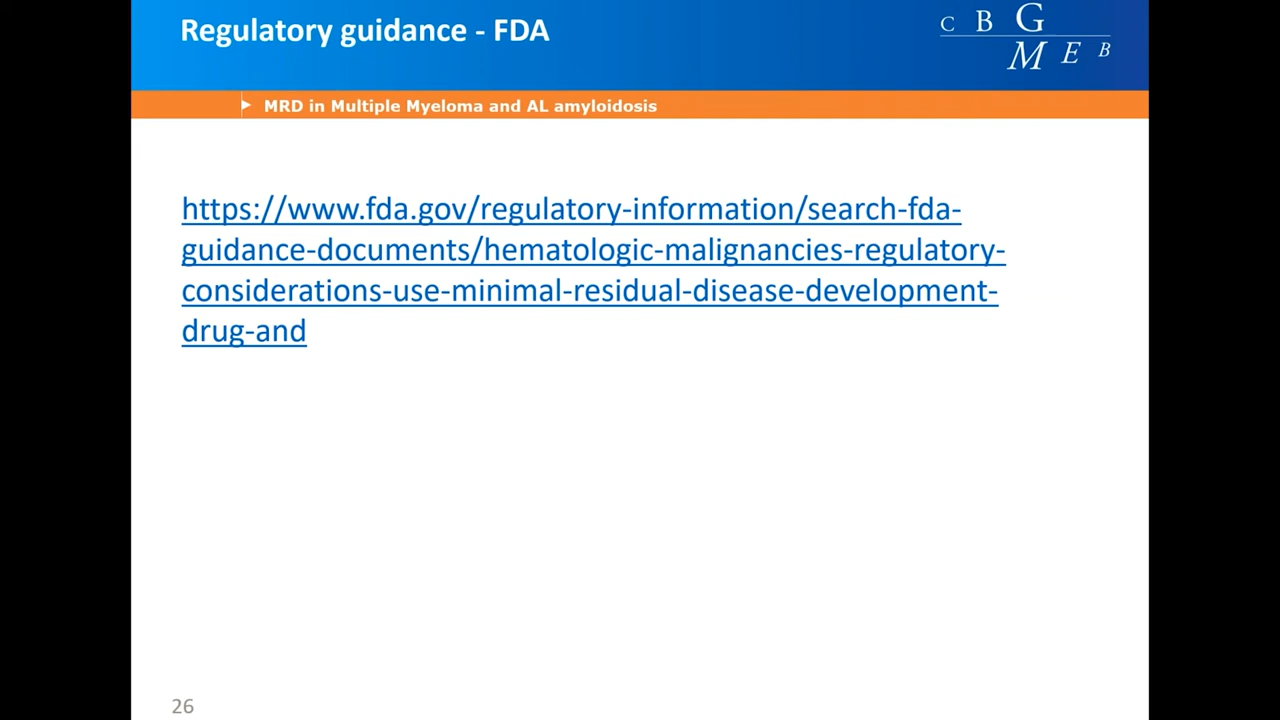 Regulatory guidance - FDA
C B G
M E B
MRD in Multiple Myeloma and AL amyloidosis
https://www.fda.gov/regulatory-information/search-fda-
guidance-documents/hematologic-malignancies-regulatory-
considerations-use-minimal-residual-disease-development-
drug-and
26